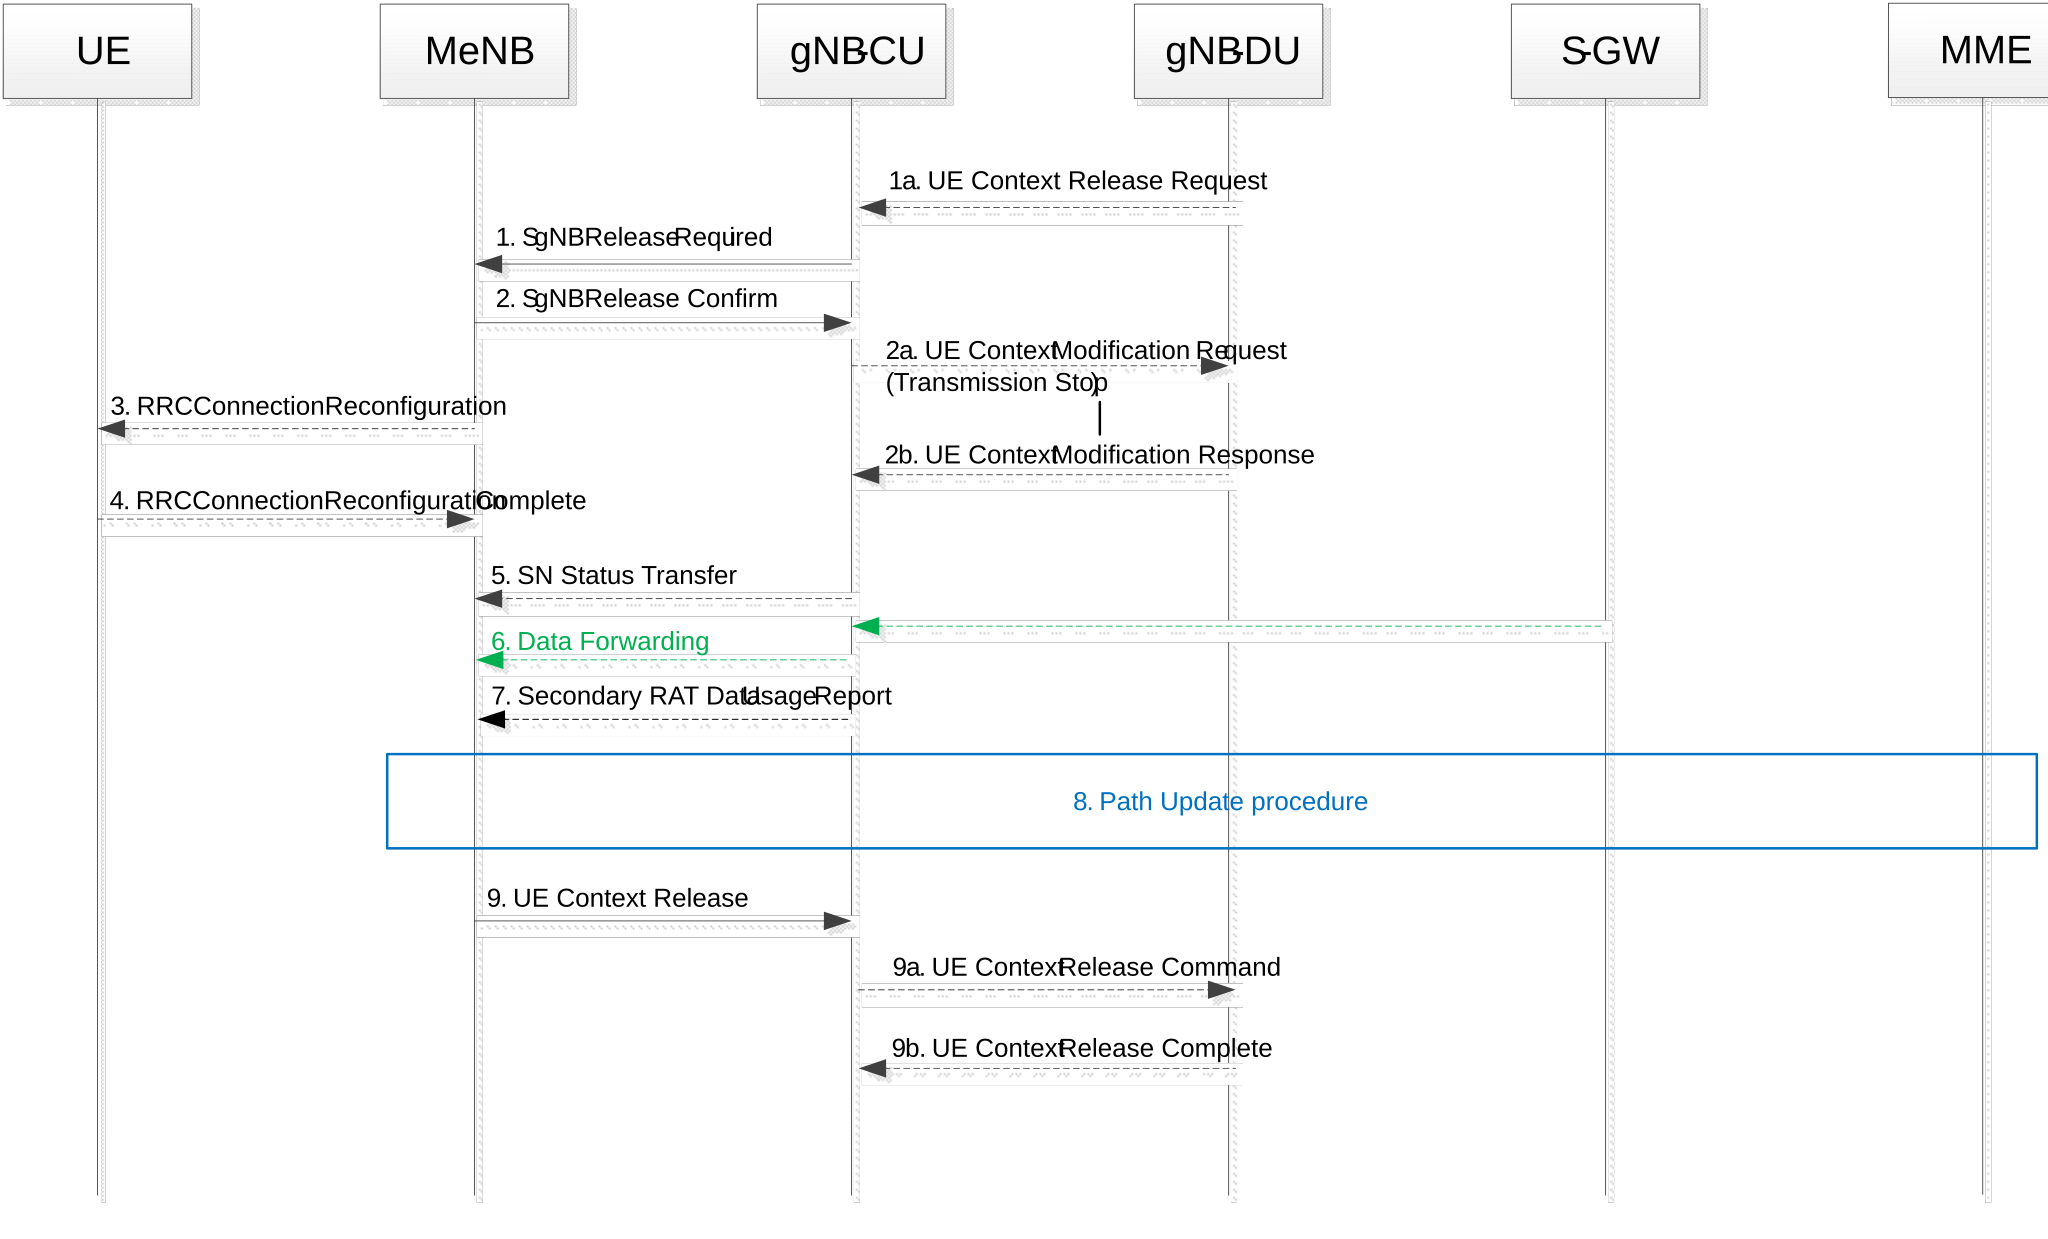 UE
MeNB
gNB-CU
gNB-DU
S-GW
MME
1a. UE Context Release Request
1. SgNB Release Required
2. SgNB Release Confirm
2a. UE Context Modification Request
(Transmission Stop)
3. RRCConnectionReconfiguration
2b. UE Context Modification Response
4. RRCConnectionReconfigurationComplete
5. SN Status Transfer
6. Data Forwarding
7. Secondary RAT Data Usage Report
8. Path Update procedure
9. UE Context Release
9a. UE Context Release Command
9b. UE Context Release Complete